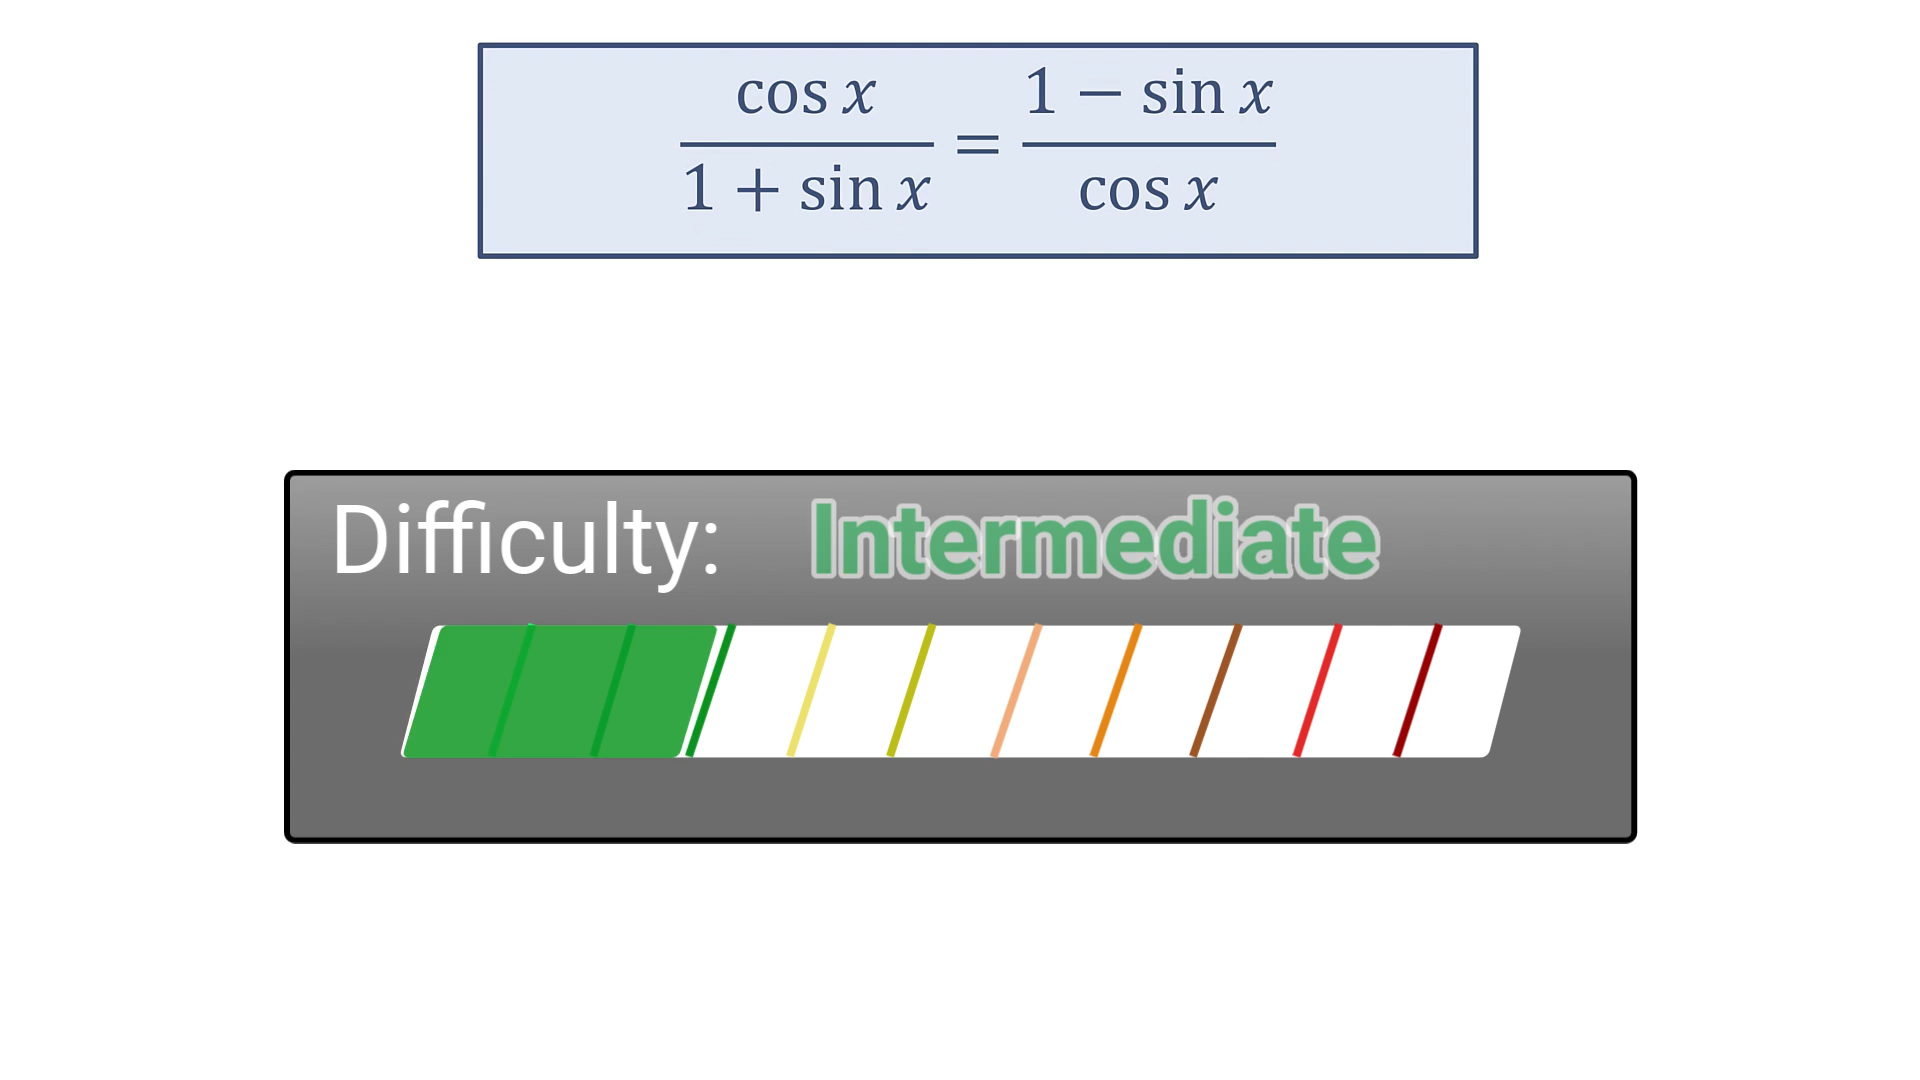 cos x / 1 + sin x = 1 − sin x / cos x
Difficulty: Intermediate